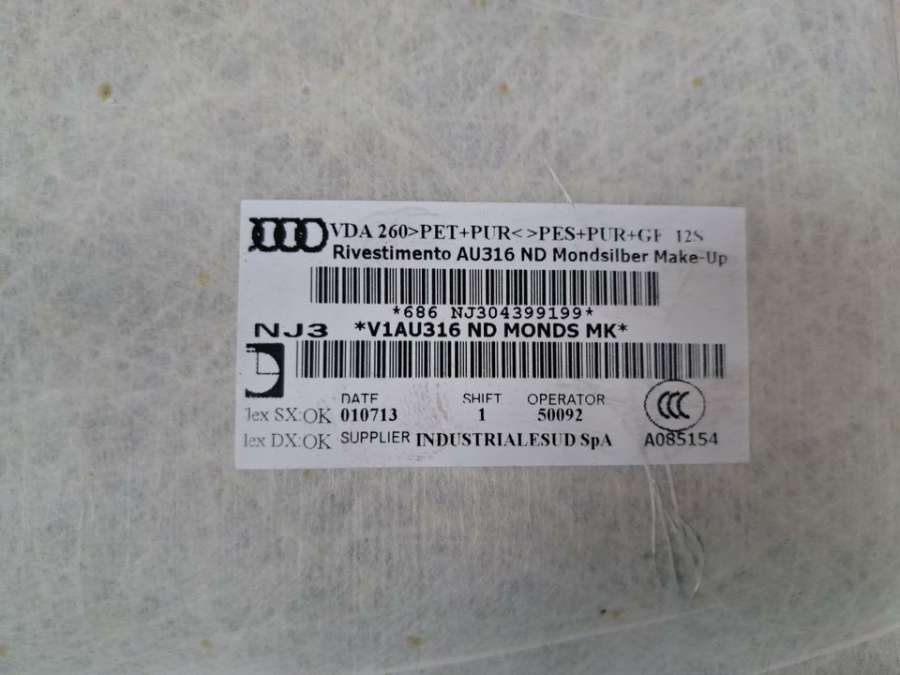 VDA 260>PET+PUR<>PES+PUR+GF 12S
Rivestimento AU316 ND Mondsilber Make-Up
*686 NJ304399199*
NJ3 *V1AU316 ND MONDS MK*
DATE SHIFT OPERATOR
lex SX:OK 010713 1 50092
lex DX:OK SUPPLIER INDUSTRIALESUD SpA
CCC
A085154